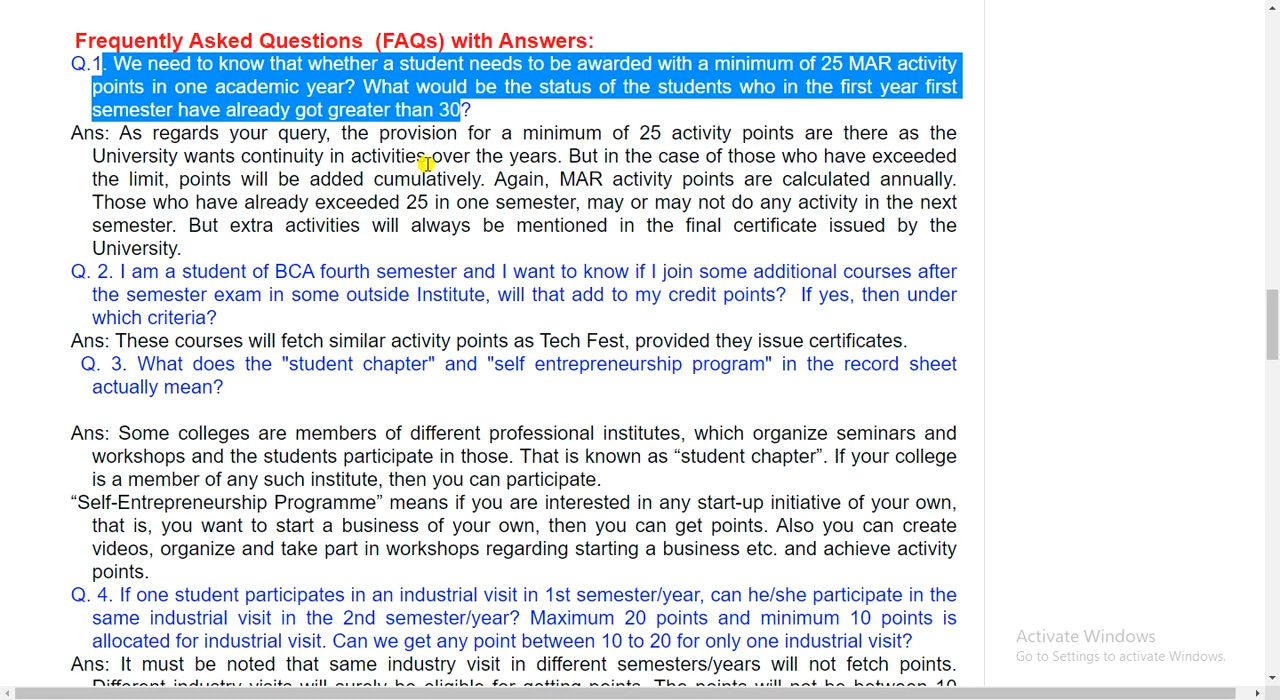 Frequently Asked Questions (FAQs) with Answers:
Q.1. We need to know that whether a student needs to be awarded with a minimum of 25 MAR activity
points in one academic year? What would be the status of the students who in the first year first
semester have already got greater than 30?
Ans: As regards your query, the provision for a minimum of 25 activity points are there as the
University wants continuity in activities over the years. But in the case of those who have exceeded
the limit, points will be added cumulatively. Again, MAR activity points are calculated annually.
Those who have already exceeded 25 in one semester, may or may not do any activity in the next
semester. But extra activities will always be mentioned in the final certificate issued by the
University.
Q. 2. I am a student of BCA fourth semester and I want to know if I join some additional courses after
the semester exam in some outside Institute, will that add to my credit points? If yes, then under
which criteria?
Ans: These courses will fetch similar activity points as Tech Fest, provided they issue certificates.
Q. 3. What does the "student chapter" and "self entrepreneurship program" in the record sheet
actually mean?
Ans: Some colleges are members of different professional institutes, which organize seminars and
workshops and the students participate in those. That is known as “student chapter”. If your college
is a member of any such institute, then you can participate.
“Self-Entrepreneurship Programme” means if you are interested in any start-up initiative of your own,
that is, you want to start a business of your own, then you can get points. Also you can create
videos, organize and take part in workshops regarding starting a business etc. and achieve activity
points.
Q. 4. If one student participates in an industrial visit in 1st semester/year, can he/she participate in the
same industrial visit in the 2nd semester/year? Maximum 20 points and minimum 10 points is
allocated for industrial visit. Can we get any point between 10 to 20 for only one industrial visit?
Ans: It must be noted that same industry visit in different semesters/years will not fetch points.
Different industry visits will surely be eligible for getting points. The points will not be between 10
Activate Windows
Go to Settings to activate Windows.